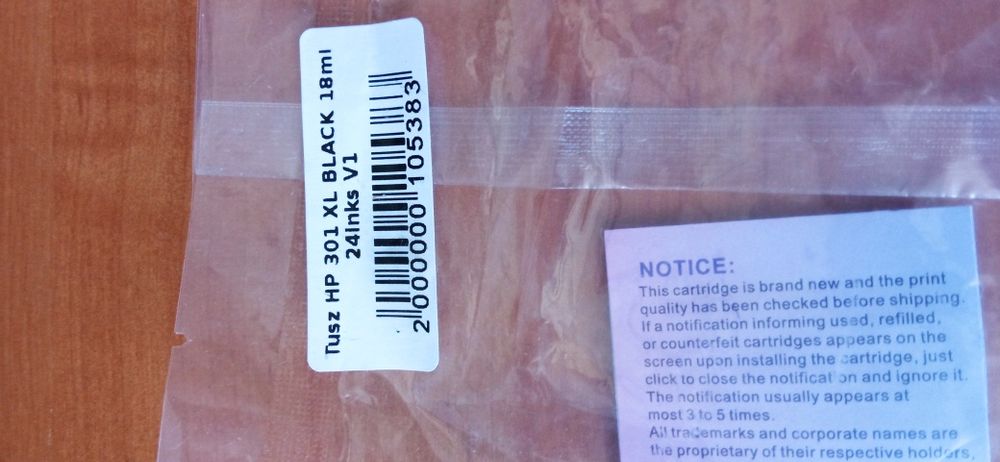 Tusz HP 301 XL BLACK 18ml
24Inks V1
2 000000 105383
NOTICE:
This cartridge is brand new and the print
quality has been checked before shipping.
If a notification informing used, refilled,
or counterfeit cartridges appears on the
screen upon installing the cartridge, just
click to close the notification and ignore it.
The notification usually appears at
most 3 to 5 times.
All trademarks and corporate names are
the proprietary of their respective holders,